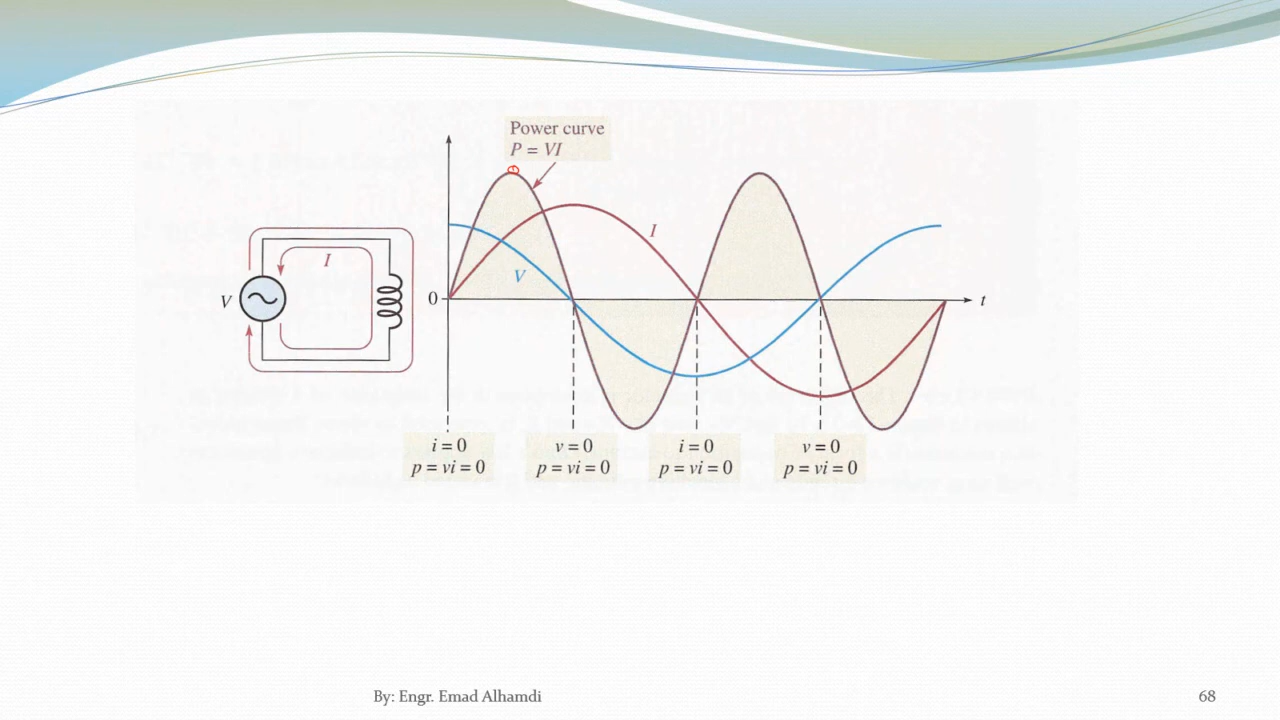 Power curve
P = VI
I
V
I
V
0
t
i = 0
p = vi = 0
v = 0
p = vi = 0
i = 0
p = vi = 0
v = 0
p = vi = 0
By: Engr. Emad Alhamdi
68